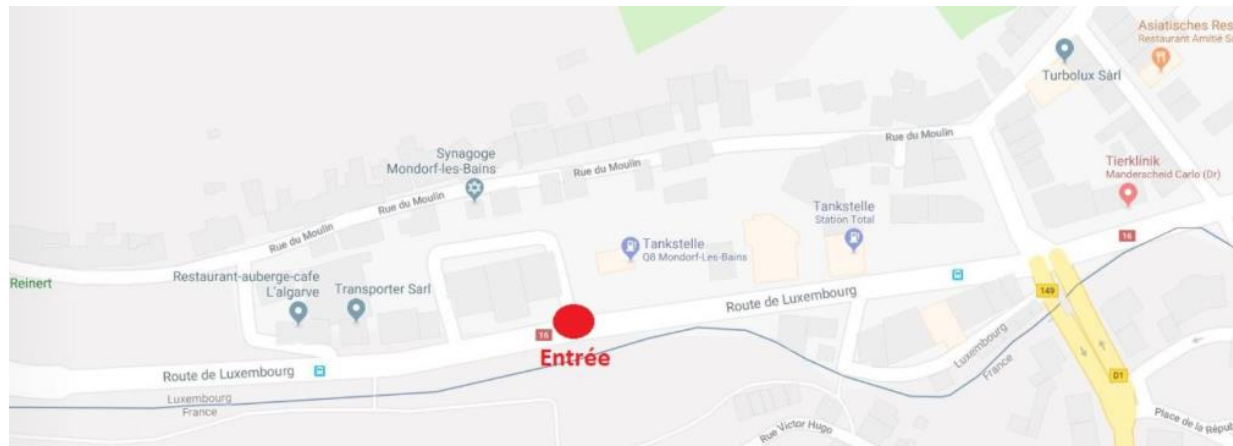 Asiatisches Res
Restaurant Amitié S
Turbolux Sàrl
Rue du Moulin
Synagoge
Mondorf-les-Bains
Rue du Moulin
Tierklinik
Manderscheid Carlo (Dr)
Rue du Moulin
Tankstelle
Station Total
Rue du Moulin
16
Tankstelle
Q8 Mondorf-Les-Bains
Reinert
Restaurant-auberge-cafe
L'algarve
Transporter Sarl
149
Route de Luxembourg
16
Entrée
Luxembourg
France
Route de Luxembourg
D1
Luxembourg
France
Rue Victor Hugo
Place de la Répu